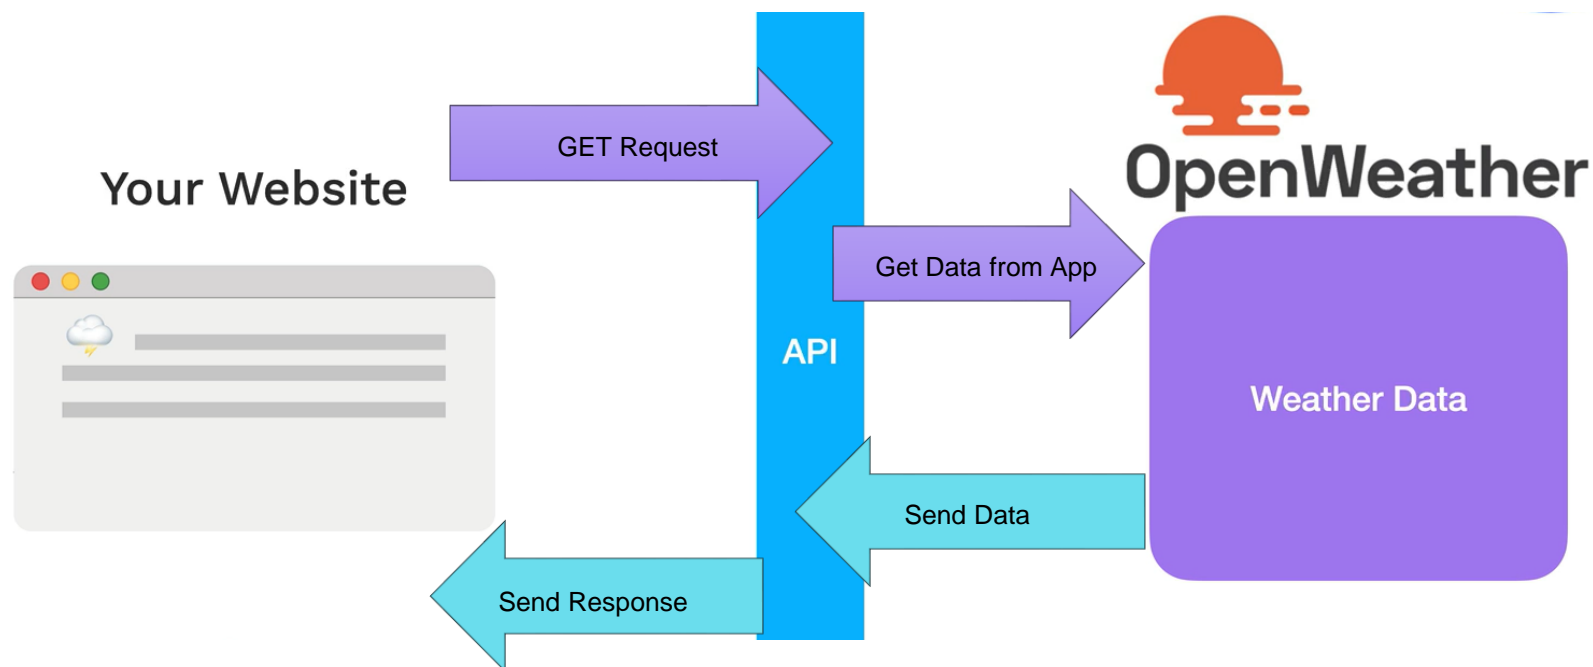 GET Request
OpenWeather
Your Website
Get Data from App
API
Weather Data
Send Data
Send Response